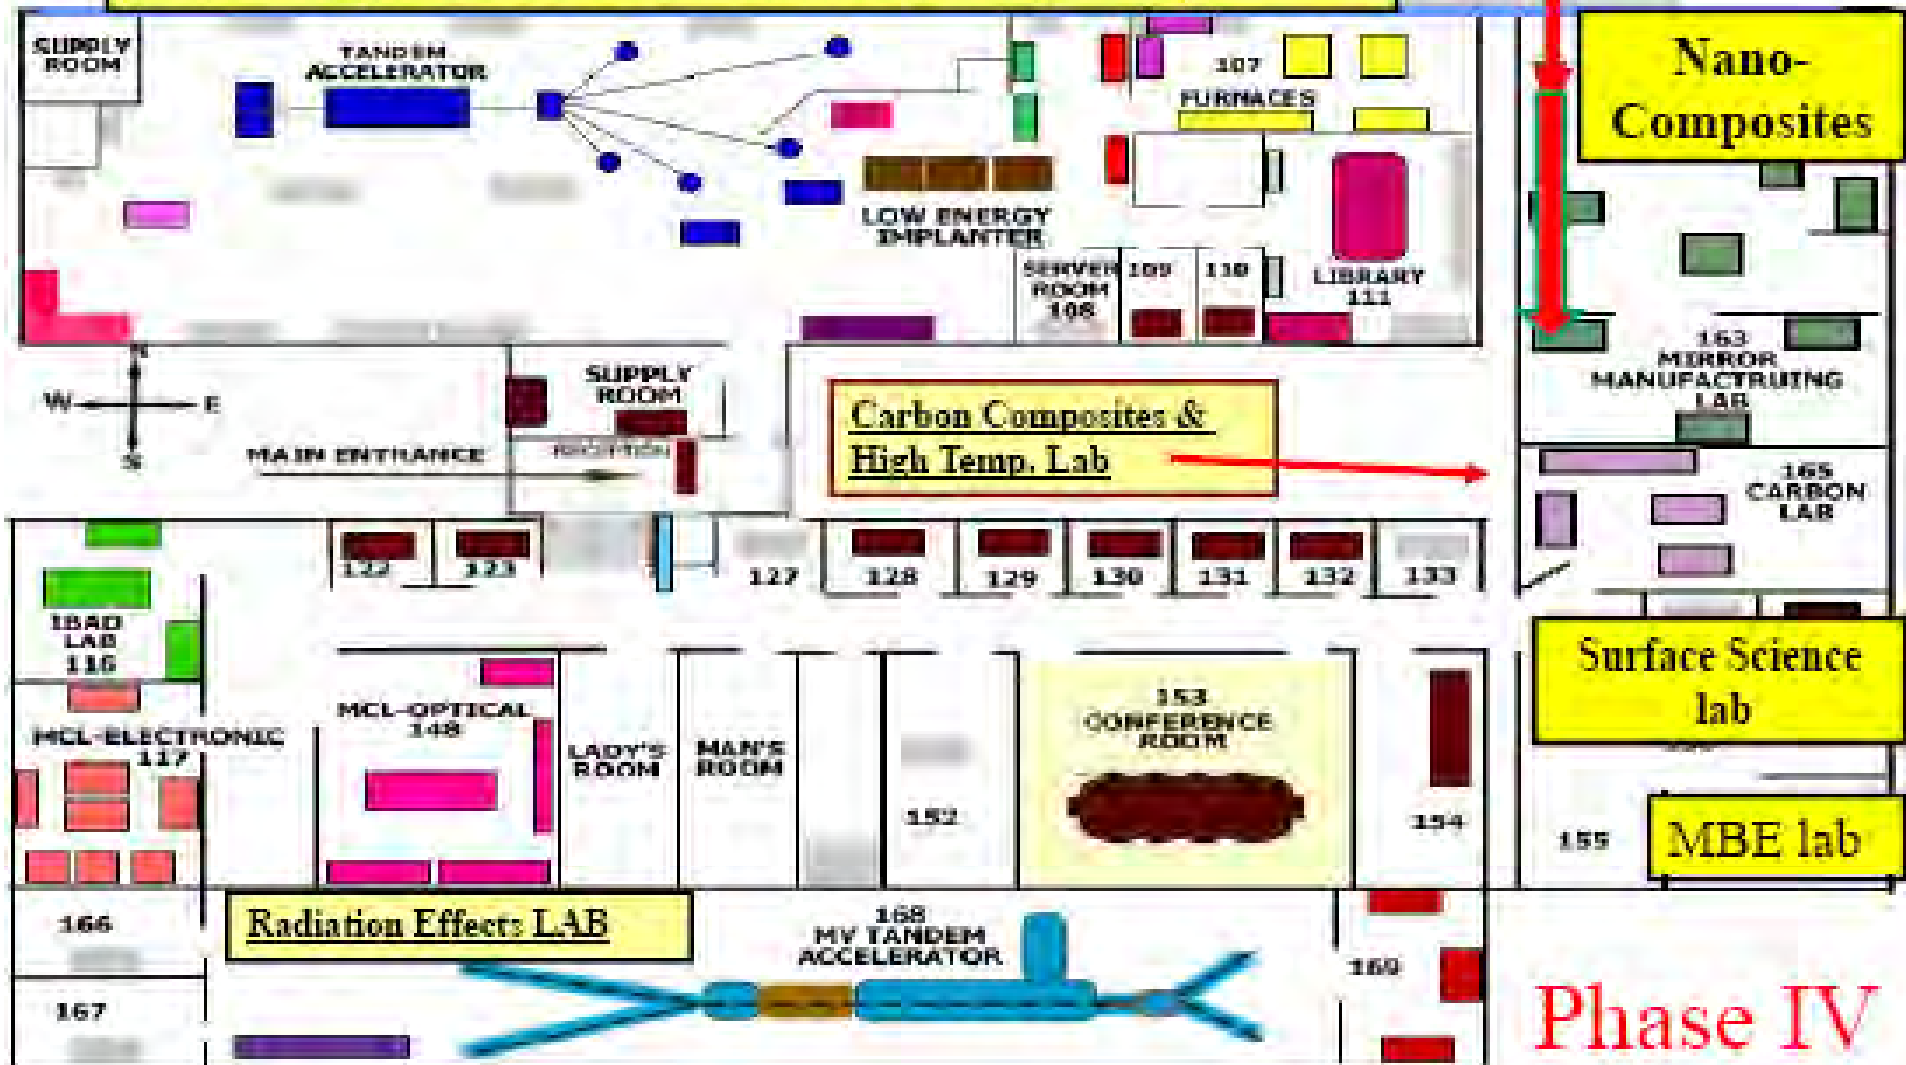 SUPPLY
ROOM
TANDEM
ACCELERATOR
107
FURNACES
Nano-
Composites
LOW ENERGY
IMPLANTER
SERVER
ROOM
108
109
110
LIBRARY
111
163
MIRROR
MANUFACTRUING
LAB
N
W
E
S
SUPPLY
ROOM
MAIN ENTRANCE
RECEPTION
Carbon Composites &
High Temp. Lab
165
CARBON
LAB
122
123
127
128
129
130
131
132
133
IBAD
LAB
116
Surface Science
lab
MCL-ELECTRONIC
117
MCL-OPTICAL
148
LADY'S
ROOM
MAN'S
ROOM
152
153
CONFERENCE
ROOM
154
155
MBE lab
166
Radiation Effects LAB
168
MV TANDEM
ACCELERATOR
169
167
Phase IV